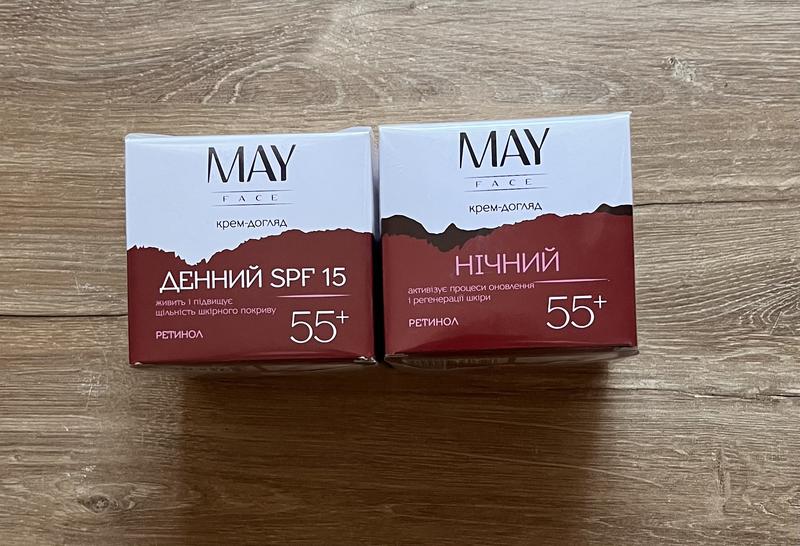 MAY
FACE
крем-догляд
ДЕННИЙ SPF 15
живить і підвищує
щільність шкірного покриву
РЕТИНОЛ
55+
MAY
FACE
крем-догляд
НІЧНИЙ
активізує процеси оновлення
і регенерації шкіри
РЕТИНОЛ
55+